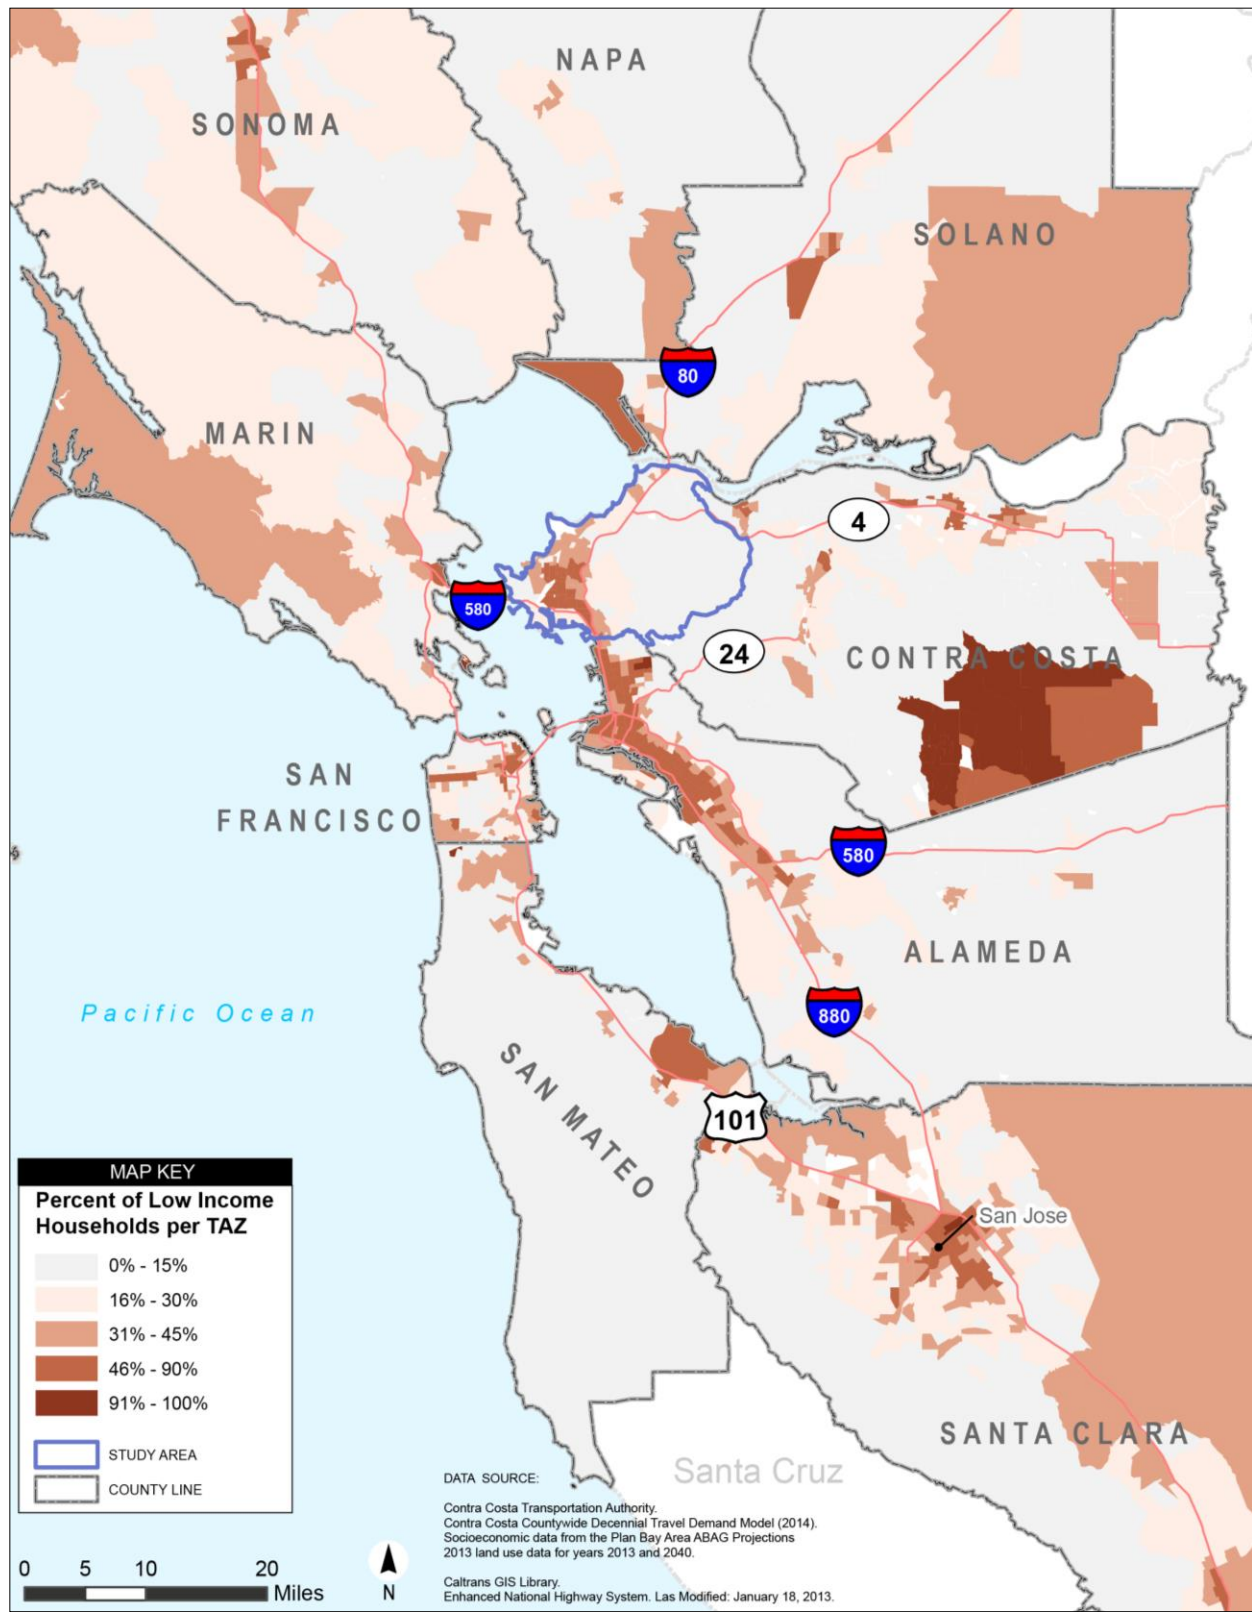 NAPA
SONOMA
SOLANO
80
MARIN
4
580
24
CONTRA COSTA
SAN
FRANCISCO
580
ALAMEDA
Pacific Ocean
880
SAN MATEO
101
San Jose
SANTA CLARA
Santa Cruz
MAP KEY
Percent of Low Income
Households per TAZ
0% - 15%
16% - 30%
31% - 45%
46% - 90%
91% - 100%
STUDY AREA
COUNTY LINE
0 5 10 20
Miles
N
DATA SOURCE:
Contra Costa Transportation Authority.
Contra Costa Countywide Decennial Travel Demand Model (2014).
Socioeconomic data from the Plan Bay Area ABAG Projections
2013 land use data for years 2013 and 2040.
Caltrans GIS Library.
Enhanced National Highway System. Las Modified: January 18, 2013.